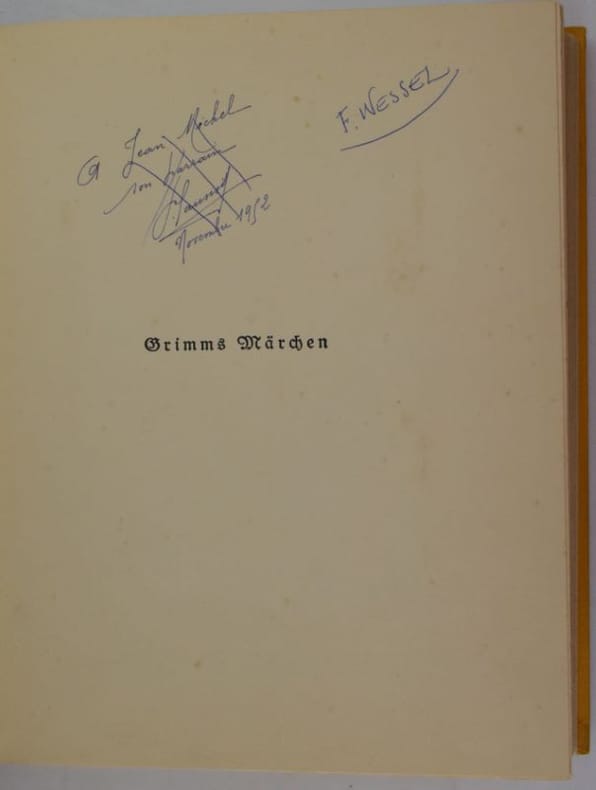 A Jean Michel
son parrain
Novembre 1952
F. WESSEL
Grimms Märchen